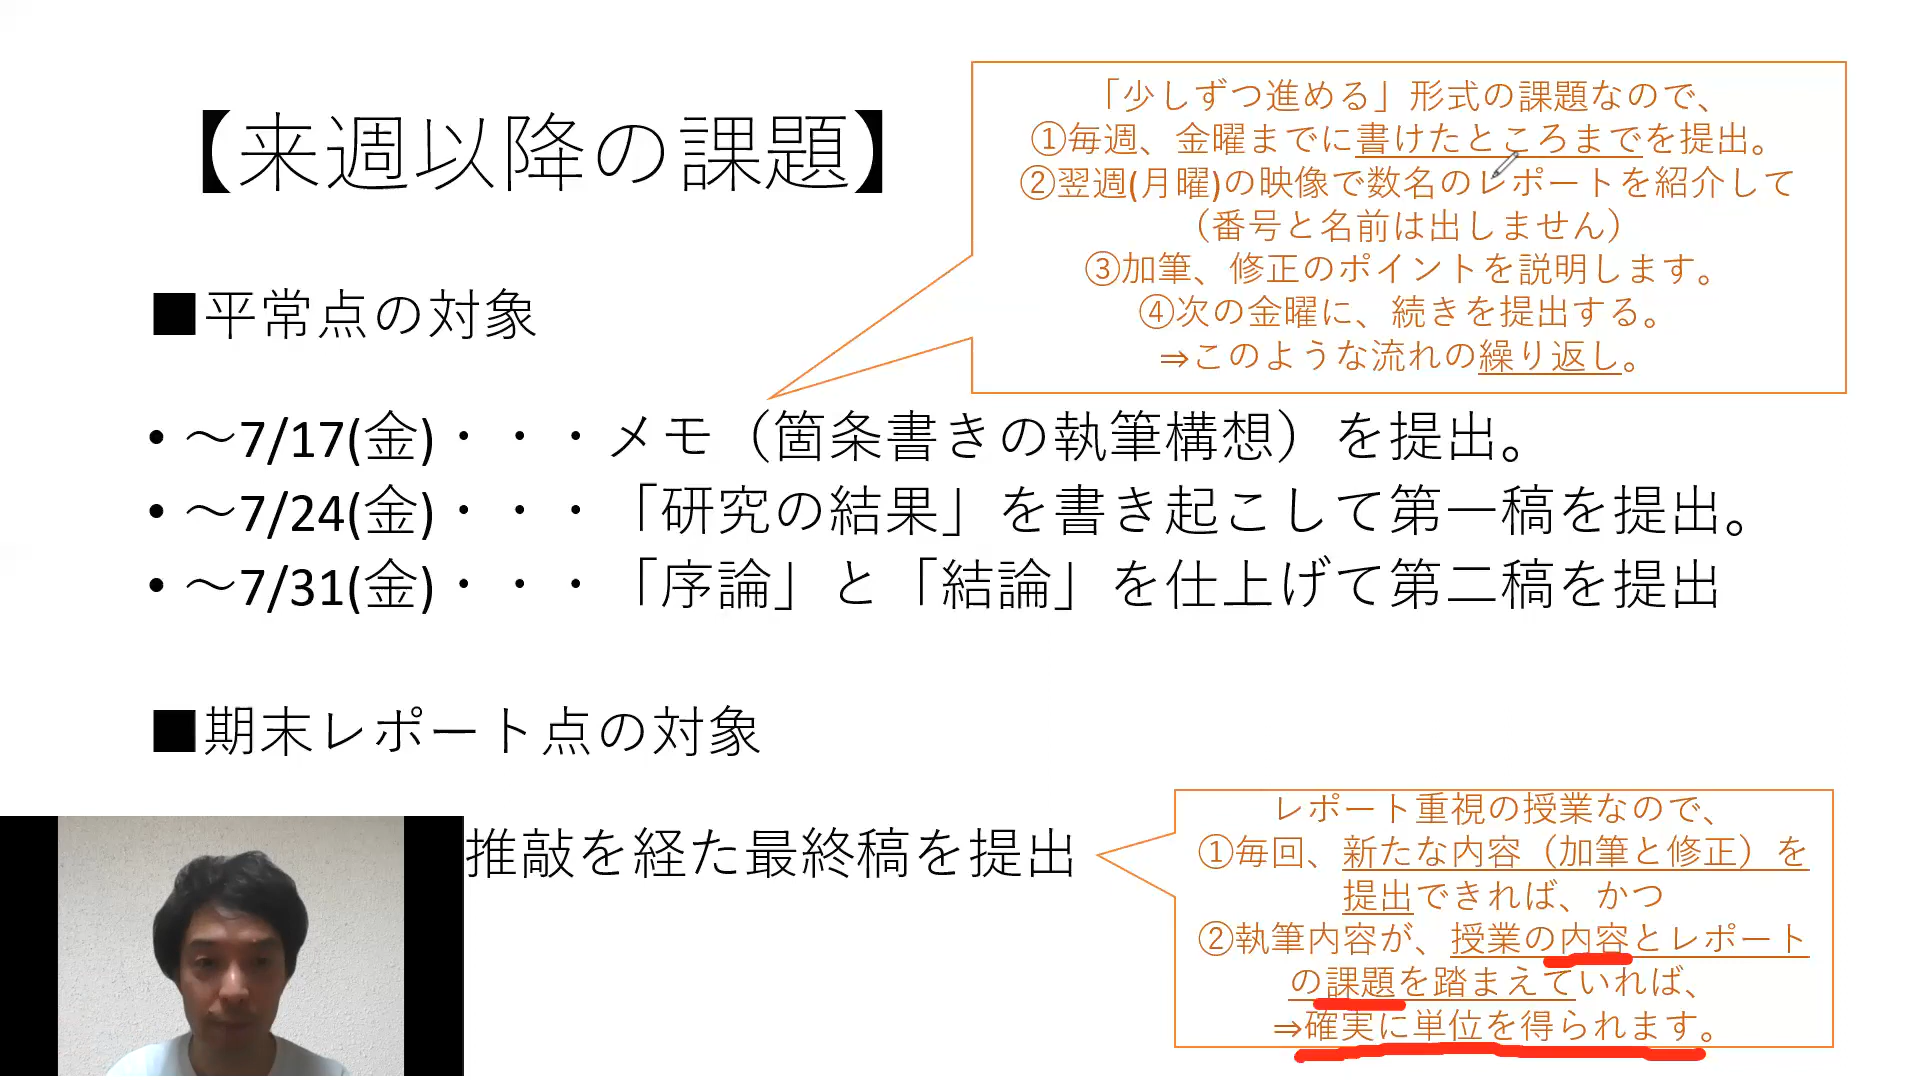 【来週以降の課題】
「少しずつ進める」形式の課題なので、
①毎週、金曜までに書けたところまでを提出。
②翌週(月曜)の映像で数名のレポートを紹介して
（番号と名前は出しません）
③加筆、修正のポイントを説明します。
④次の金曜に、続きを提出する。
⇒このような流れの繰り返し。
■平常点の対象
• ～7/17(金)・・・メモ（箇条書きの執筆構想）を提出。
• ～7/24(金)・・・「研究の結果」を書き起こして第一稿を提出。
• ～7/31(金)・・・「序論」と「結論」を仕上げて第二稿を提出
■期末レポート点の対象
推敲を経た最終稿を提出
レポート重視の授業なので、
①毎回、新たな内容（加筆と修正）を
提出できれば、かつ
②執筆内容が、授業の内容とレポート
の課題を踏まえていれば、
⇒確実に単位を得られます。